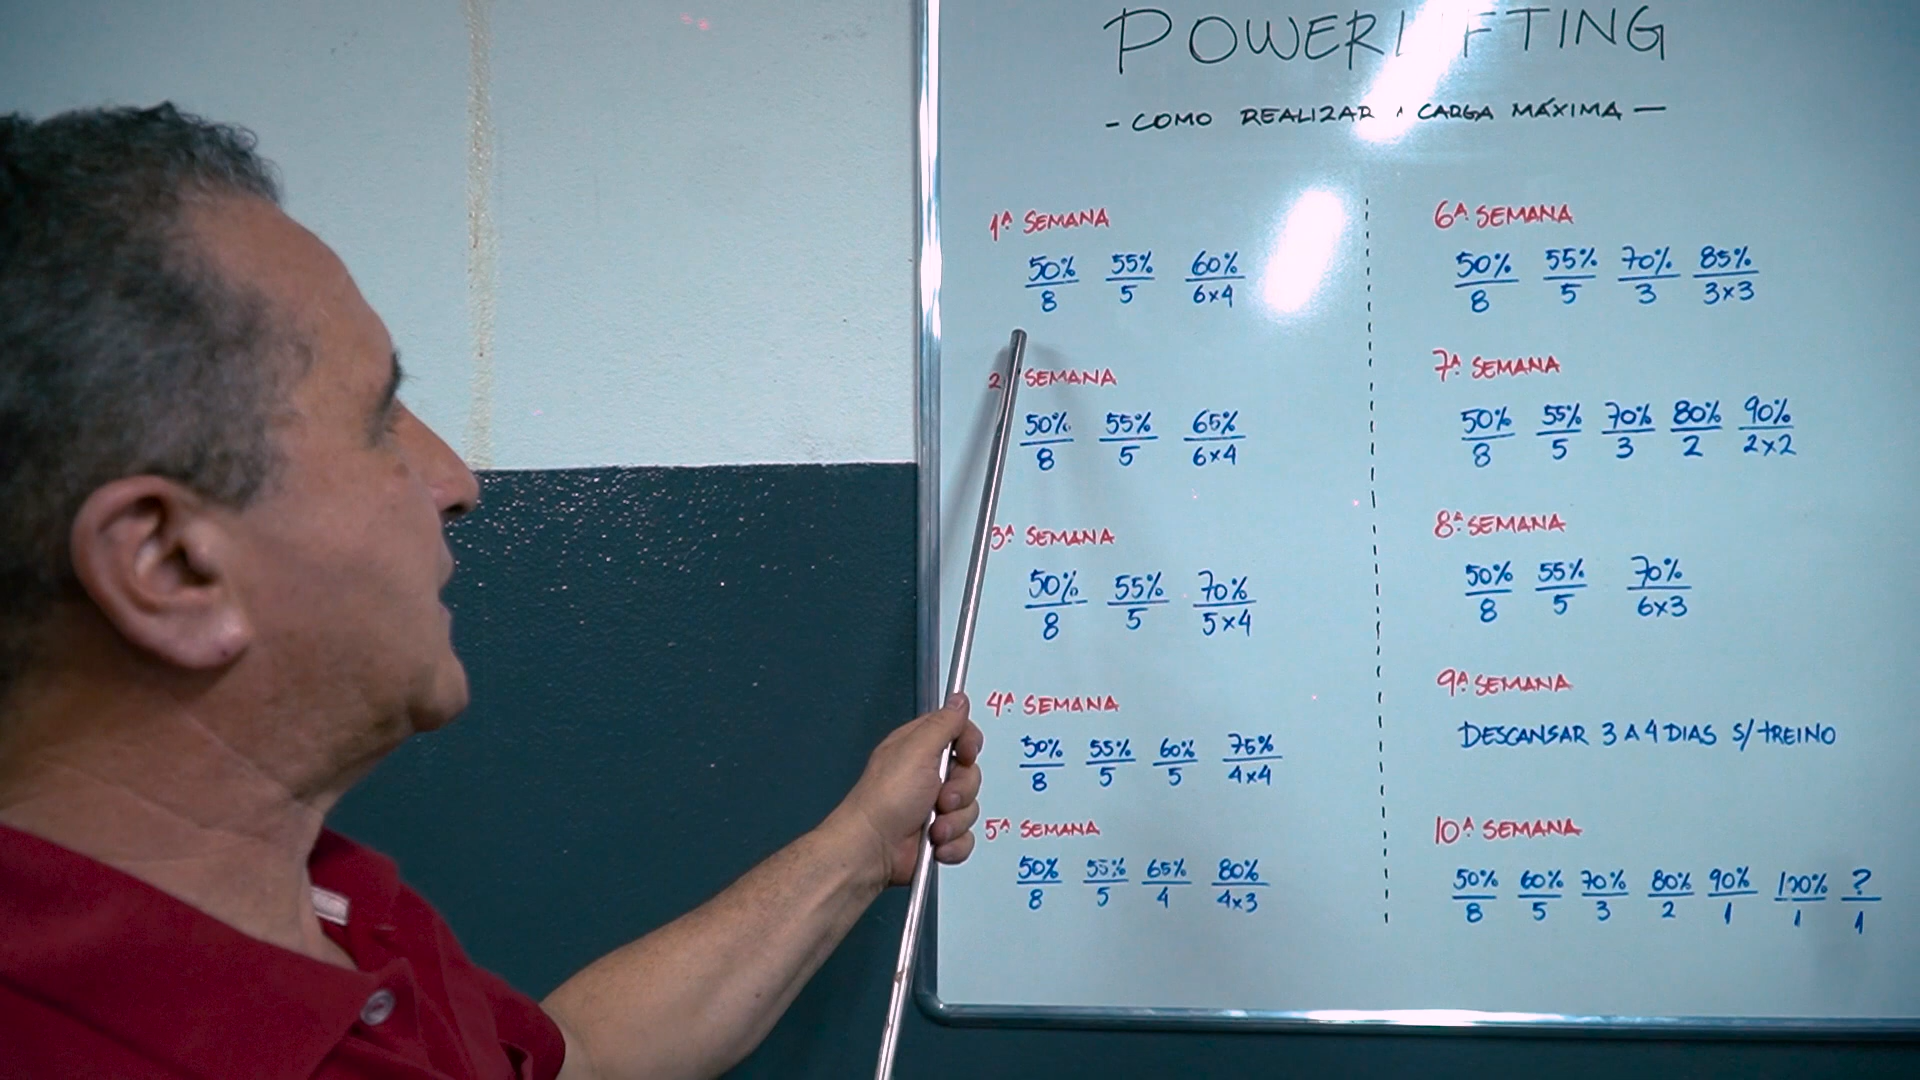 POWERLIFTING
- COMO REALIZAR A CARGA MÁXIMA -
1ª SEMANA
50% 55% 60%
8 5 6x4
2ª SEMANA
50% 55% 65%
8 5 6x4
3ª SEMANA
50% 55% 70%
8 5 5x4
4ª SEMANA
50% 55% 60% 75%
8 5 5 4x4
5ª SEMANA
50% 55% 65% 80%
8 5 4 4x3
6ª SEMANA
50% 55% 70% 85%
8 5 3 3x3
7ª SEMANA
50% 55% 70% 80% 90%
8 5 3 2 2x2
8ª SEMANA
50% 55% 70%
8 5 6x3
9ª SEMANA
DESCANSAR 3 A 4 DIAS S/ TREINO
10ª SEMANA
50% 60% 70% 80% 90% 100% ?
8 5 3 2 1 1 1